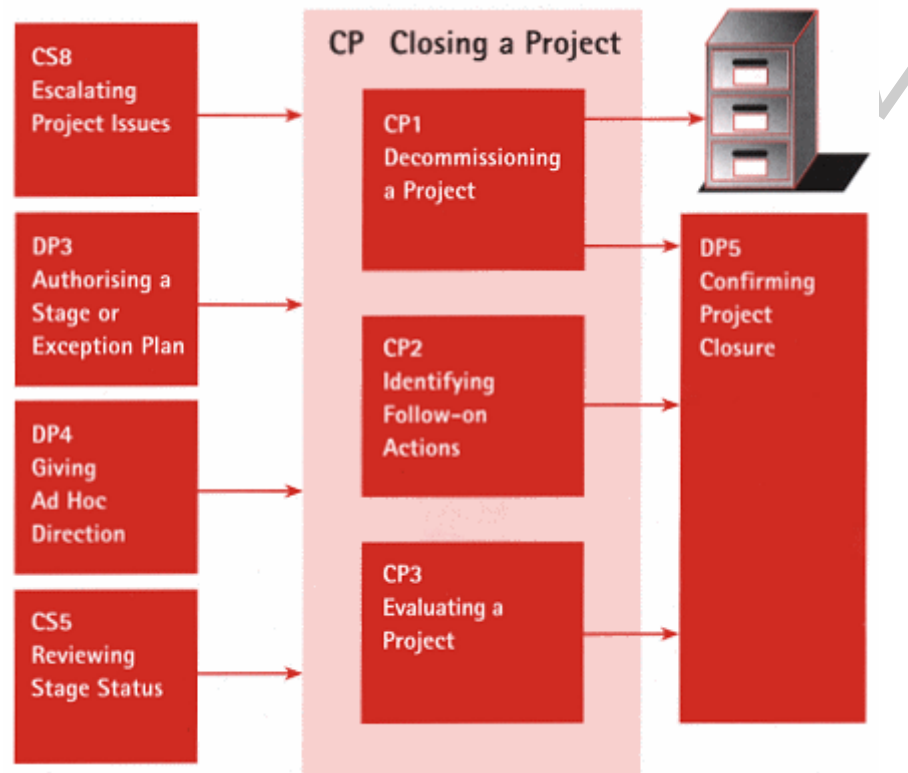 CP Closing a Project
CS8
Escalating
Project Issues
DP3
Authorising a
Stage or
Exception Plan
DP4
Giving
Ad Hoc
Direction
CS5
Reviewing
Stage Status
CP1
Decommissioning
a Project
CP2
Identifying
Follow-on
Actions
CP3
Evaluating a
Project
DP5
Confirming
Project
Closure